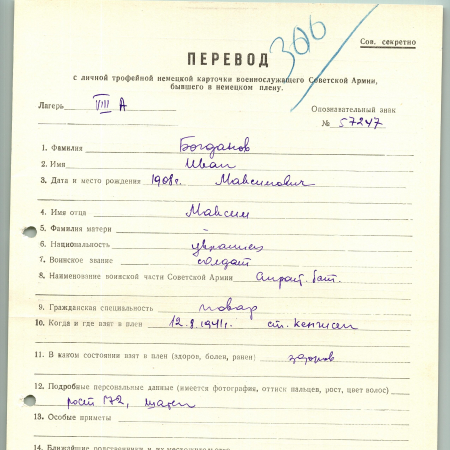 306
Сов. секретно
ПЕРЕВОД
с личной трофейной немецкой карточки военнослужащего Советской Армии,
бывшего в немецком плену.
Лагерь VIII A
Опознавательный знак
№ 57247
1. Фамилия Богданов
2. Имя Иван
3. Дата и место рождения 1908г. Максимович
4. Имя отца Максим
5. Фамилия матери -
6. Национальность украинец
7. Воинское звание солдат
8. Наименование воинской части Советской Армии бат.
9. Гражданская специальность повар
10. Когда и где взят в плен 12.8.1941г. ст.
11. В каком состоянии взят в плен (здоров, болен, ранен) здоров
12. Подробные персональные данные (имеется фотография, оттиск пальцев, рост, цвет волос)
рост 172,
13. Особые приметы
14. Ближайшие родственники и их местожительство